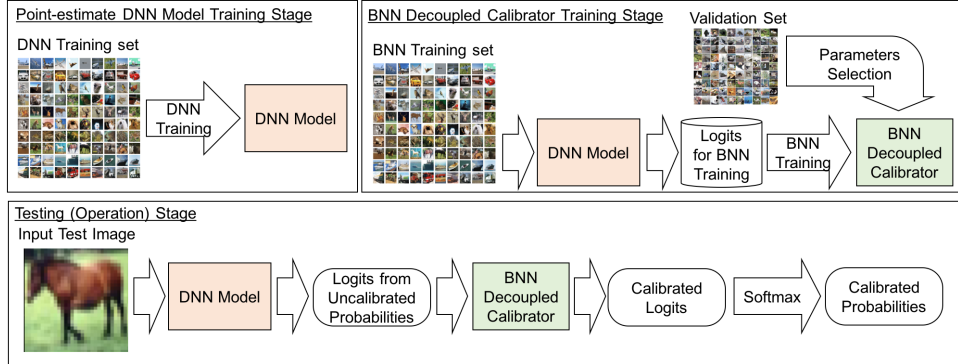 Point-estimate DNN Model Training Stage
DNN Training set
DNN
Training
DNN Model
BNN Decoupled Calibrator Training Stage
BNN Training set
Validation Set
Parameters
Selection
DNN Model
Logits
for BNN
Training
BNN
Training
BNN
Decoupled
Calibrator
Testing (Operation) Stage
Input Test Image
DNN Model
Logits from
Uncalibrated
Probabilities
BNN
Decoupled
Calibrator
Calibrated
Logits
Softmax
Calibrated
Probabilities